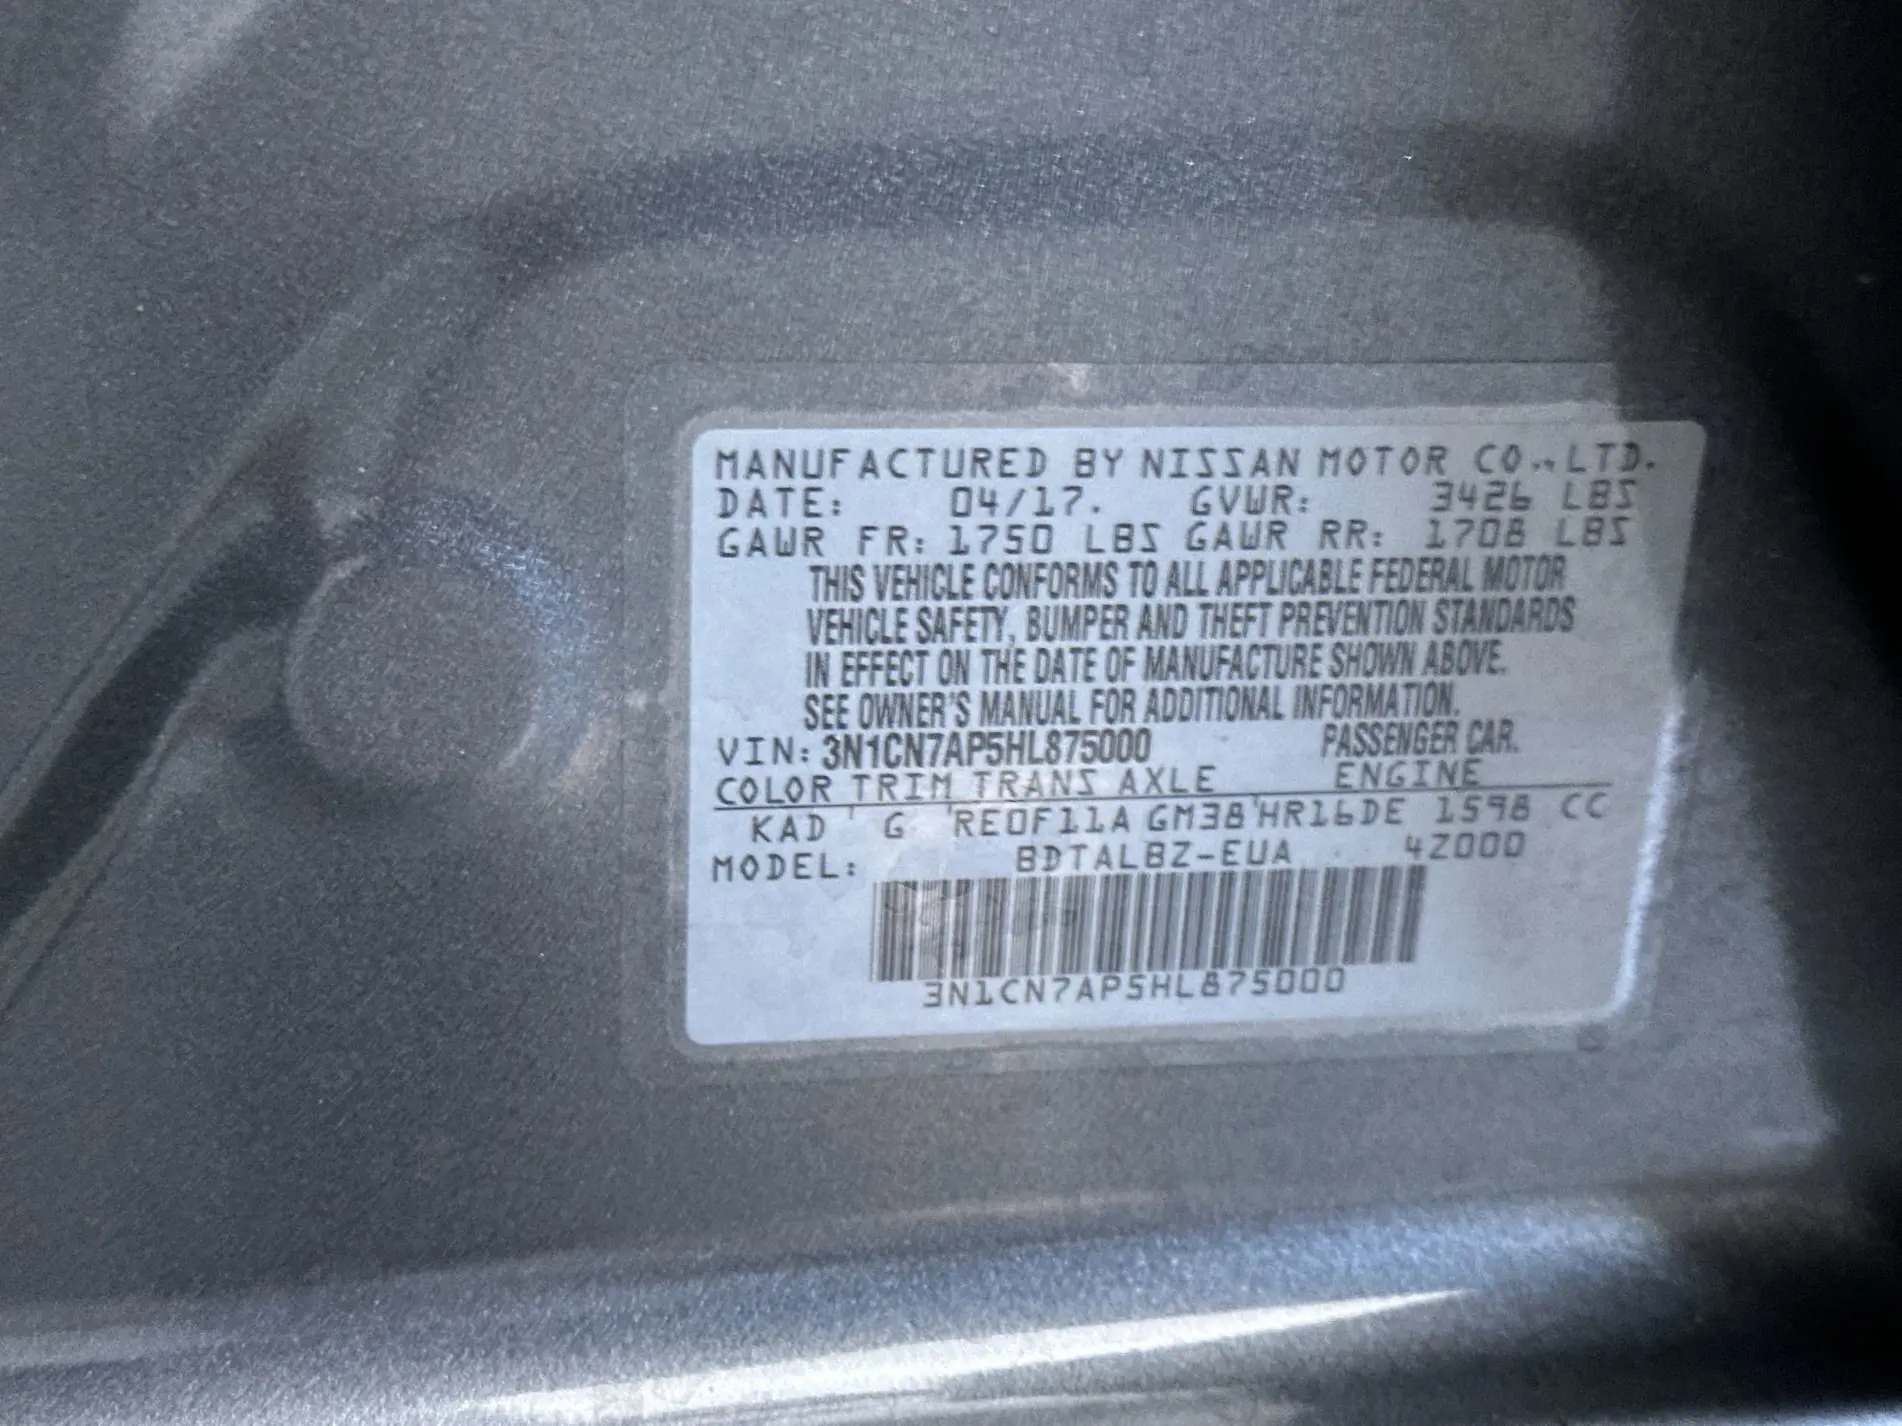 MANUFACTURED BY NISSAN MOTOR CO., LTD.
DATE: 04/17. GVWR: 3426 LBS
GAWR FR: 1750 LBS GAWR RR: 1708 LBS
THIS VEHICLE CONFORMS TO ALL APPLICABLE FEDERAL MOTOR
VEHICLE SAFETY, BUMPER AND THEFT PREVENTION STANDARDS
IN EFFECT ON THE DATE OF MANUFACTURE SHOWN ABOVE.
SEE OWNER'S MANUAL FOR ADDITIONAL INFORMATION.
VIN: 3N1CN7AP5HL875000 PASSENGER CAR.
COLOR TRIM TRANS AXLE ENGINE
KAD G RE0F11A GM38 HR16DE 1598 CC
MODEL: BDTALBZ-EUA 4Z000
3N1CN7AP5HL875000